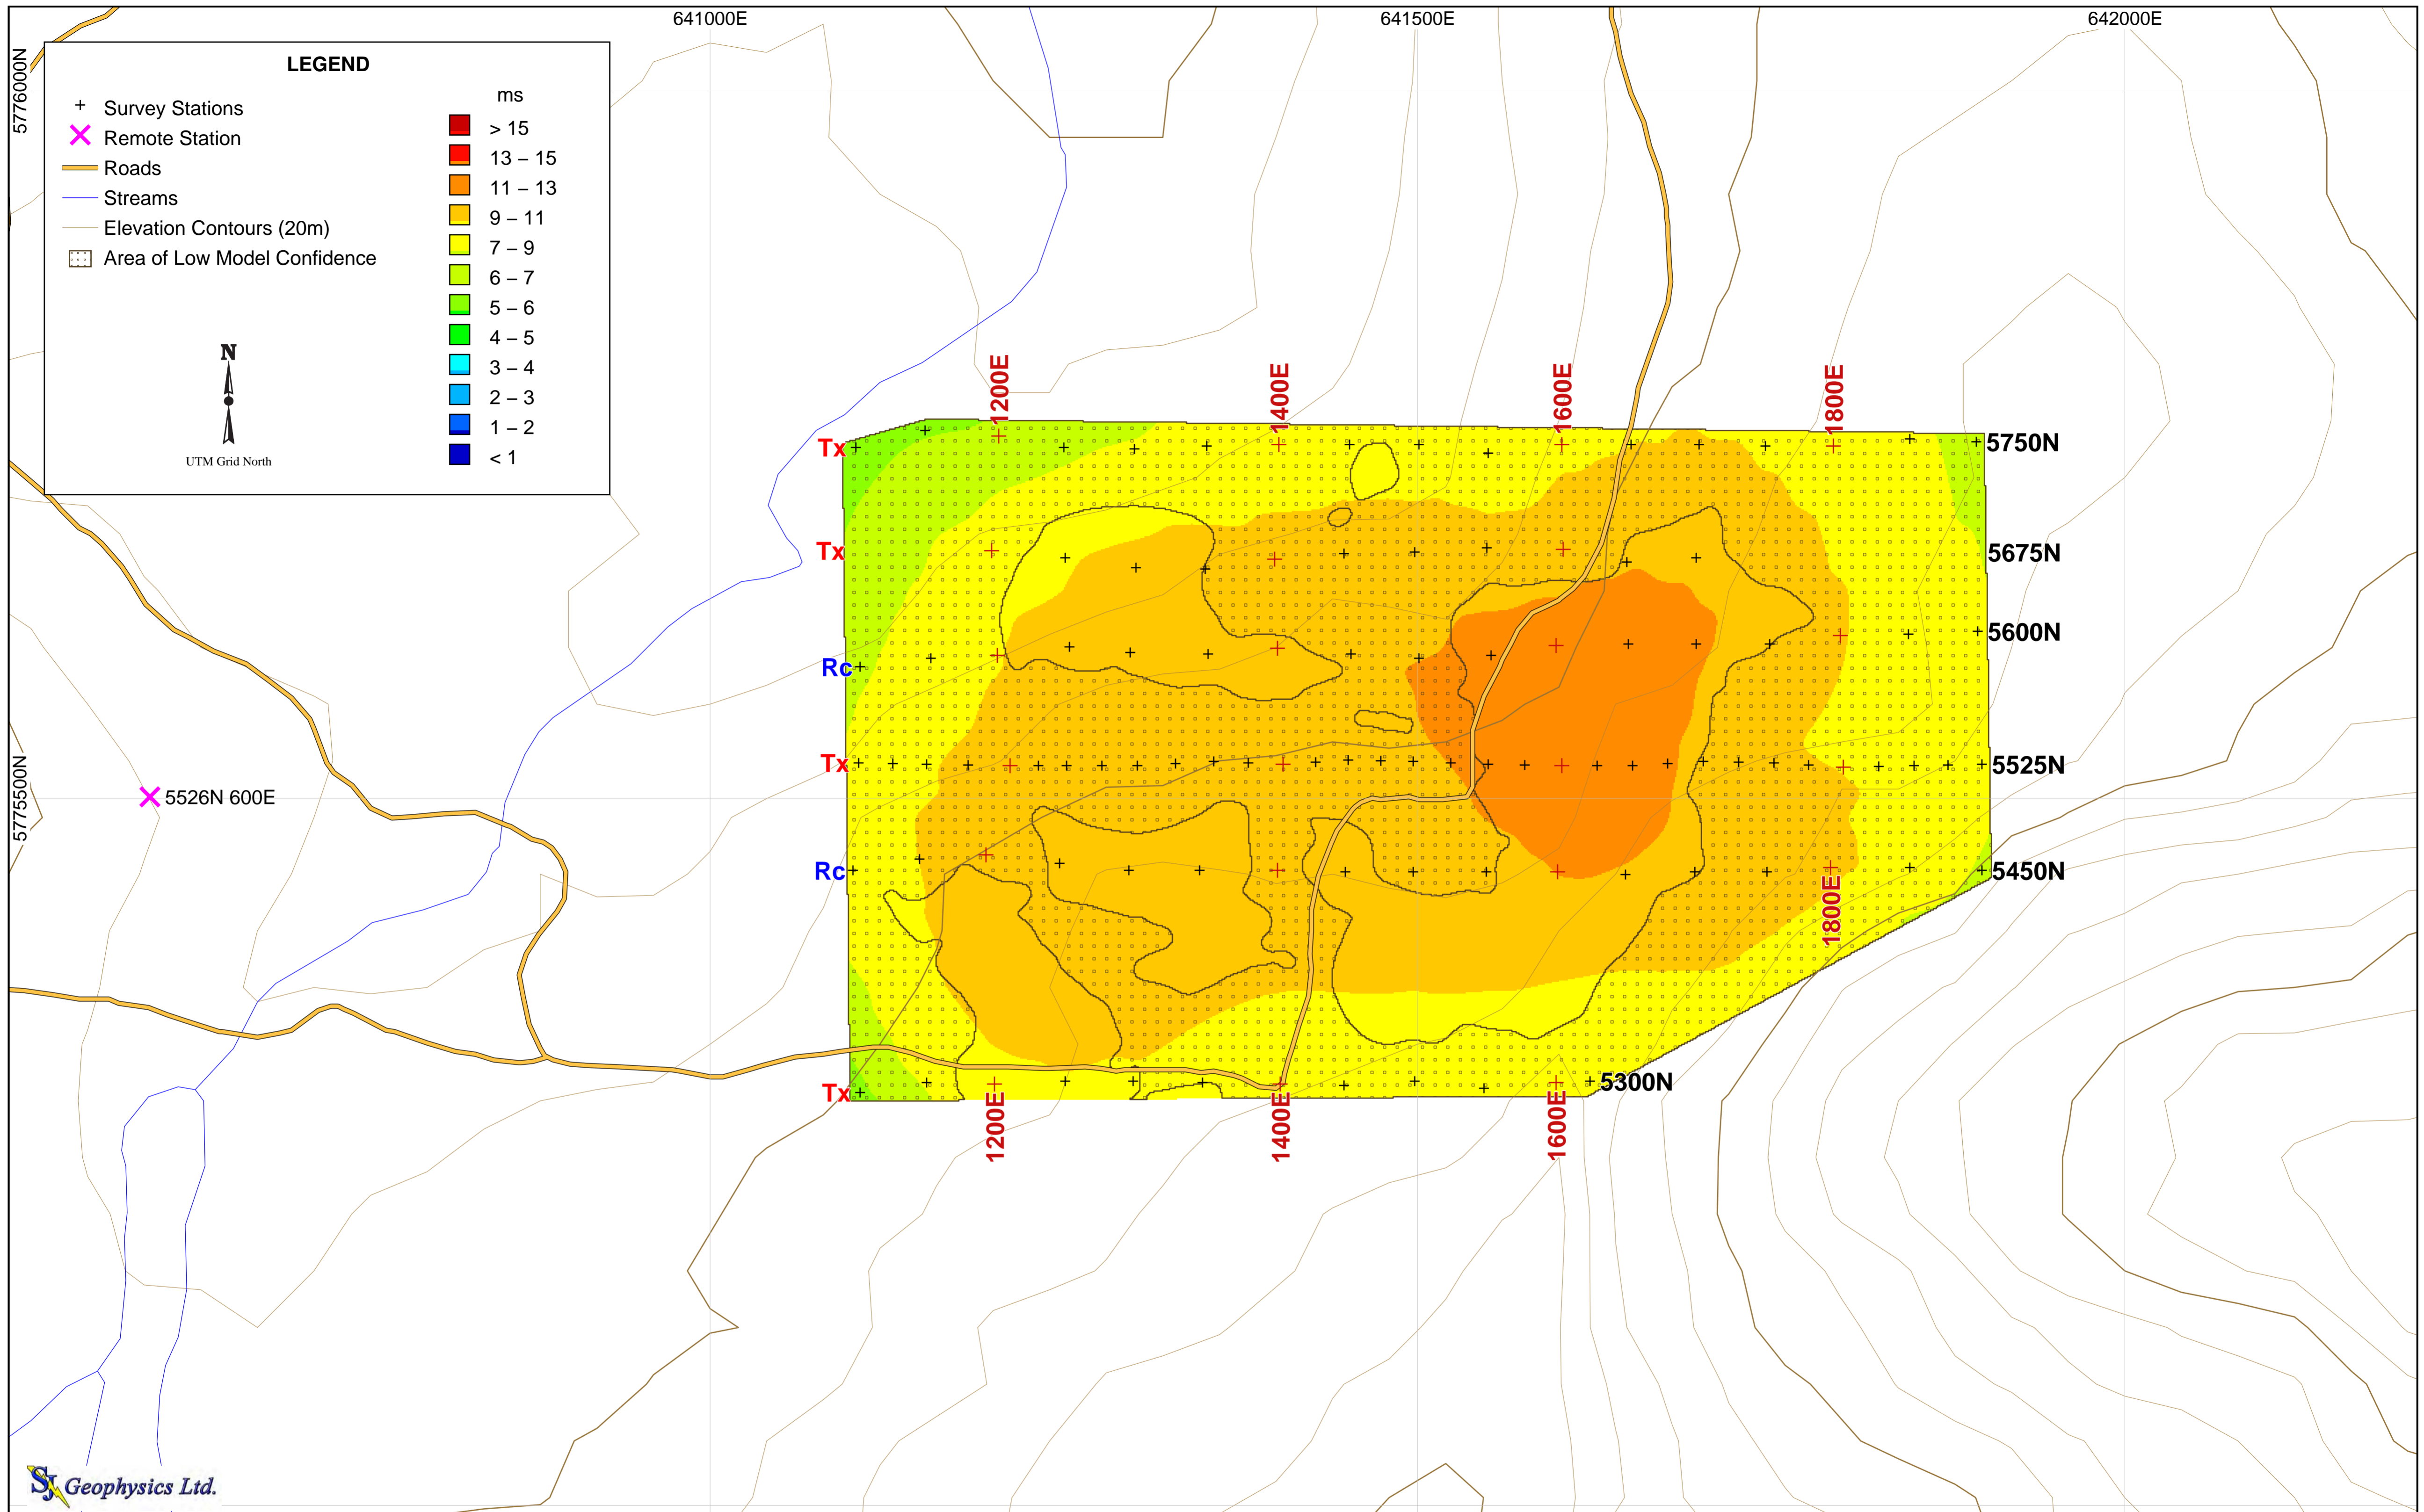 641000E
641500E
642000E
5776000N
LEGEND
ms
Survey Stations
Remote Station
Roads
Streams
Elevation Contours (20m)
Area of Low Model Confidence
> 15
13 – 15
11 – 13
9 – 11
7 – 9
6 – 7
5 – 6
4 – 5
3 – 4
2 – 3
1 – 2
< 1
N
UTM Grid North
1200E
1400E
1600E
1800E
Tx
5750N
Tx
5675N
Rc
5600N
Tx
5525N
5775500N
5526N 600E
Rc
5450N
1800E
Tx
5300N
1200E
1400E
1600E
SJ Geophysics Ltd.